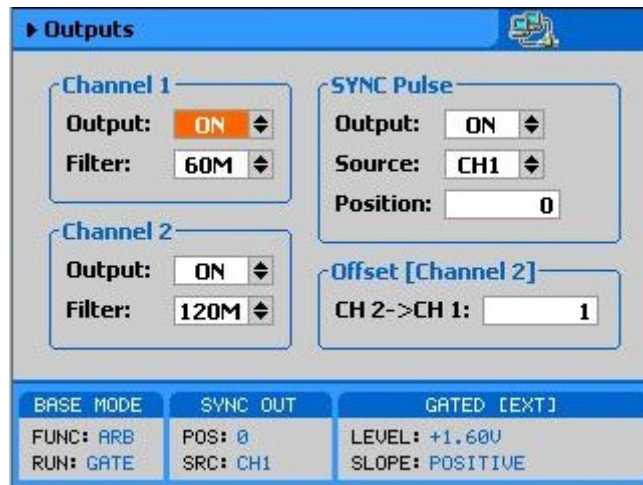 Outputs
Channel 1
Output: ON
Filter: 60M
Channel 2
Output: ON
Filter: 120M
SYNC Pulse
Output: ON
Source: CH1
Position: 0
Offset [Channel 2]
CH 2->CH 1: 1
BASE MODE
FUNC: ARB
RUN: GATE
SYNC OUT
POS: 0
SRC: CH1
GATED [EXT]
LEVEL: +1.60V
SLOPE: POSITIVE